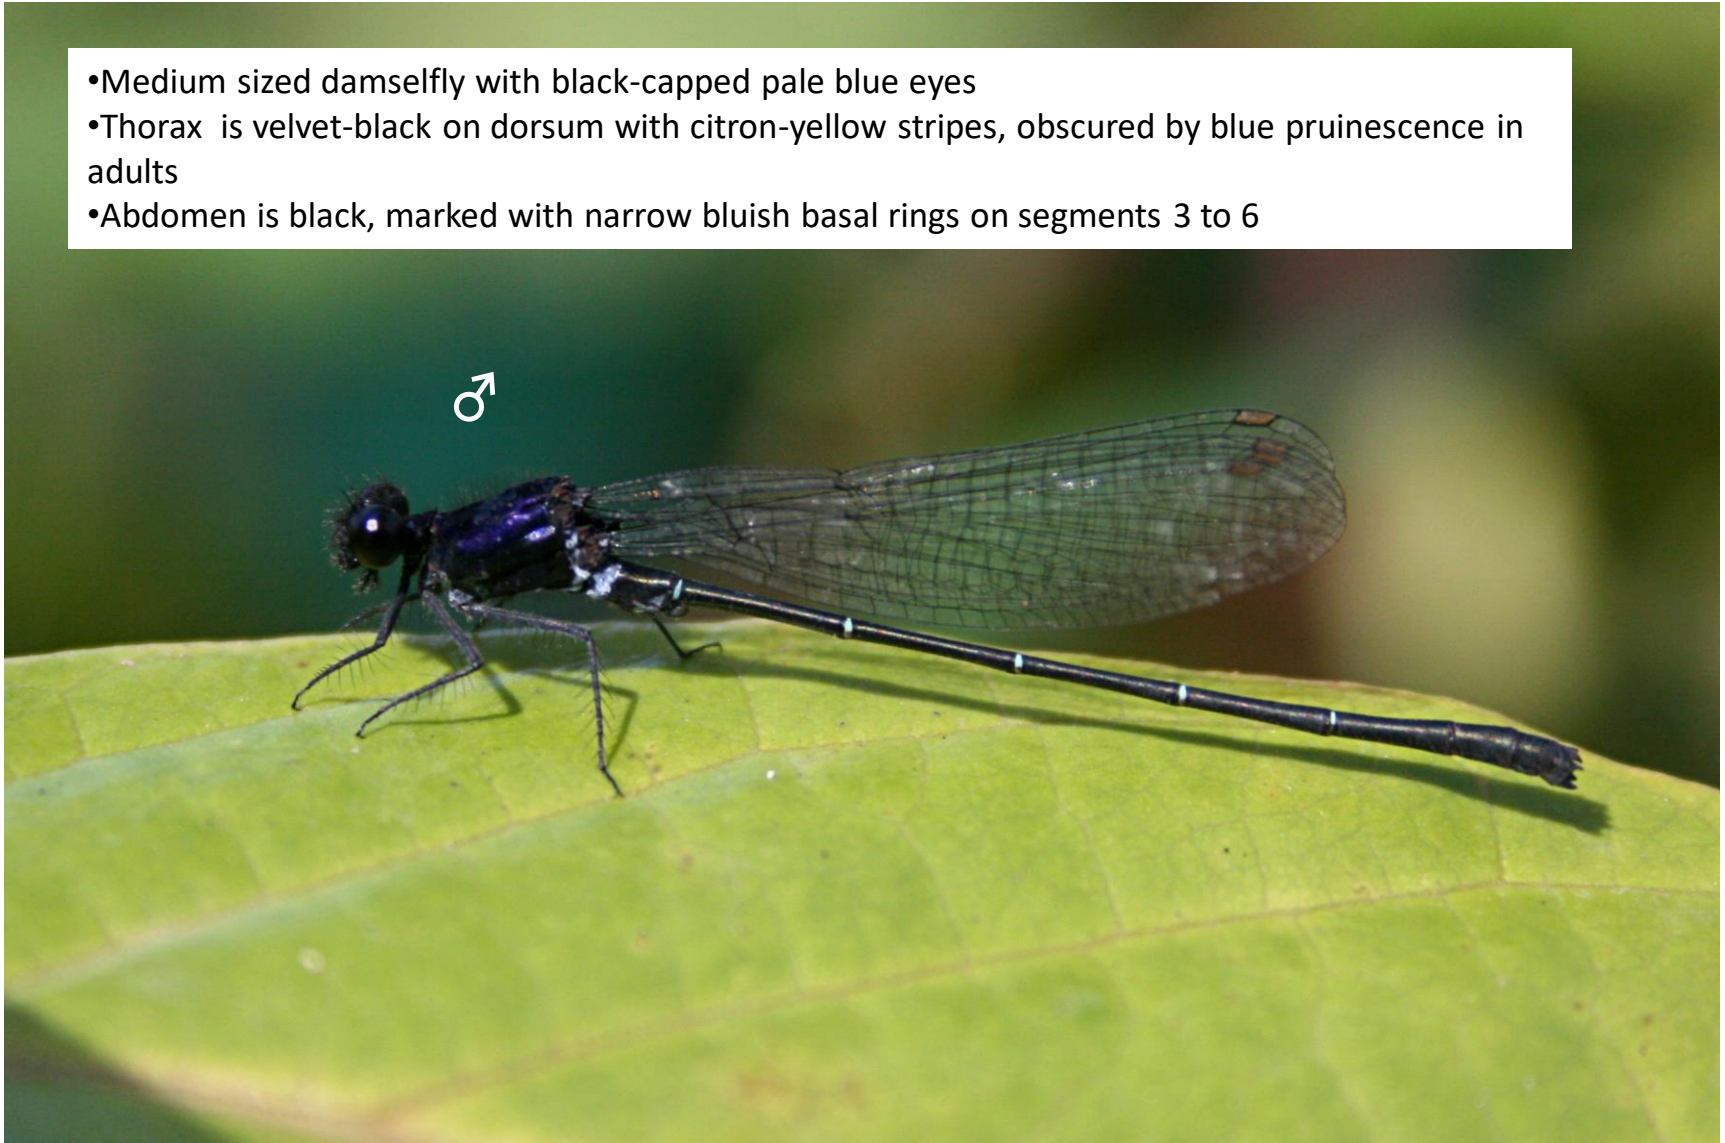 •Medium sized damselfly with black-capped pale blue eyes
•Thorax  is velvet-black on dorsum with citron-yellow stripes, obscured by blue pruinescence in
adults
•Abdomen is black, marked with narrow bluish basal rings on segments 3 to 6
♂